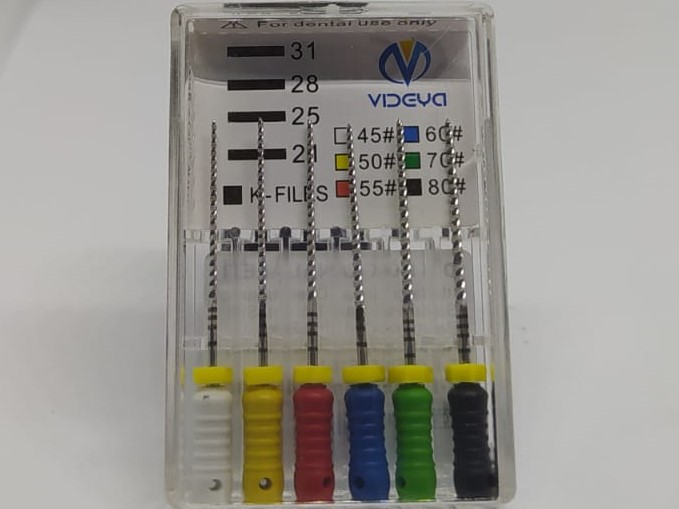 For dental use only
31
28
25
21
VIDEYA
45# 60#
50# 70#
K-FILES 55# 80#